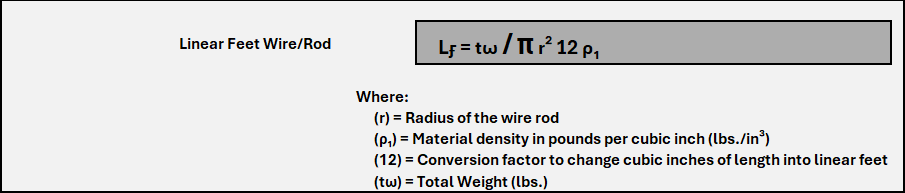 Linear Feet Wire/Rod
Lƒ = tω / π r² 12 ρ₁
Where:
(r) = Radius of the wire rod
(ρ₁) = Material density in pounds per cubic inch (lbs./in³)
(12) = Conversion factor to change cubic inches of length into linear feet
(tω) = Total Weight (lbs.)